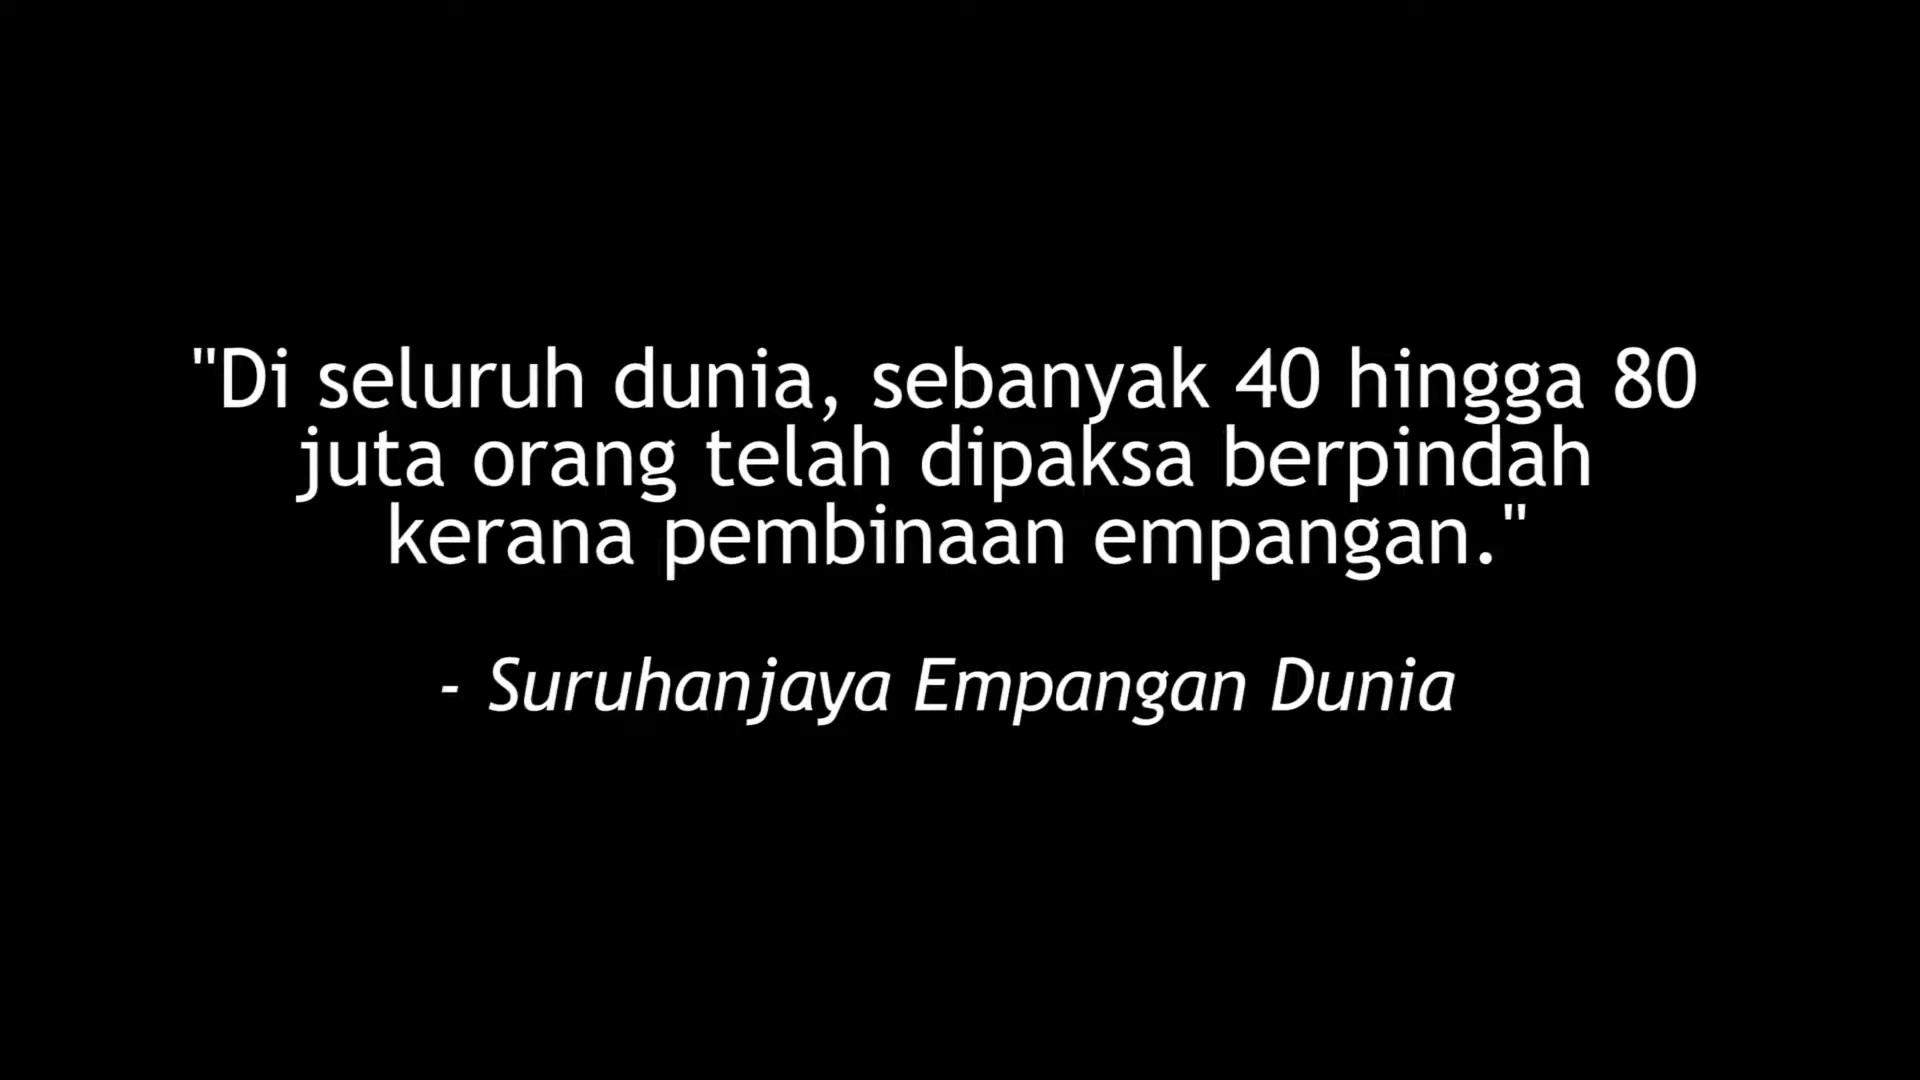 "Di seluruh dunia, sebanyak 40 hingga 80
juta orang telah dipaksa berpindah
kerana pembinaan empangan."
- Suruhanjaya Empangan Dunia